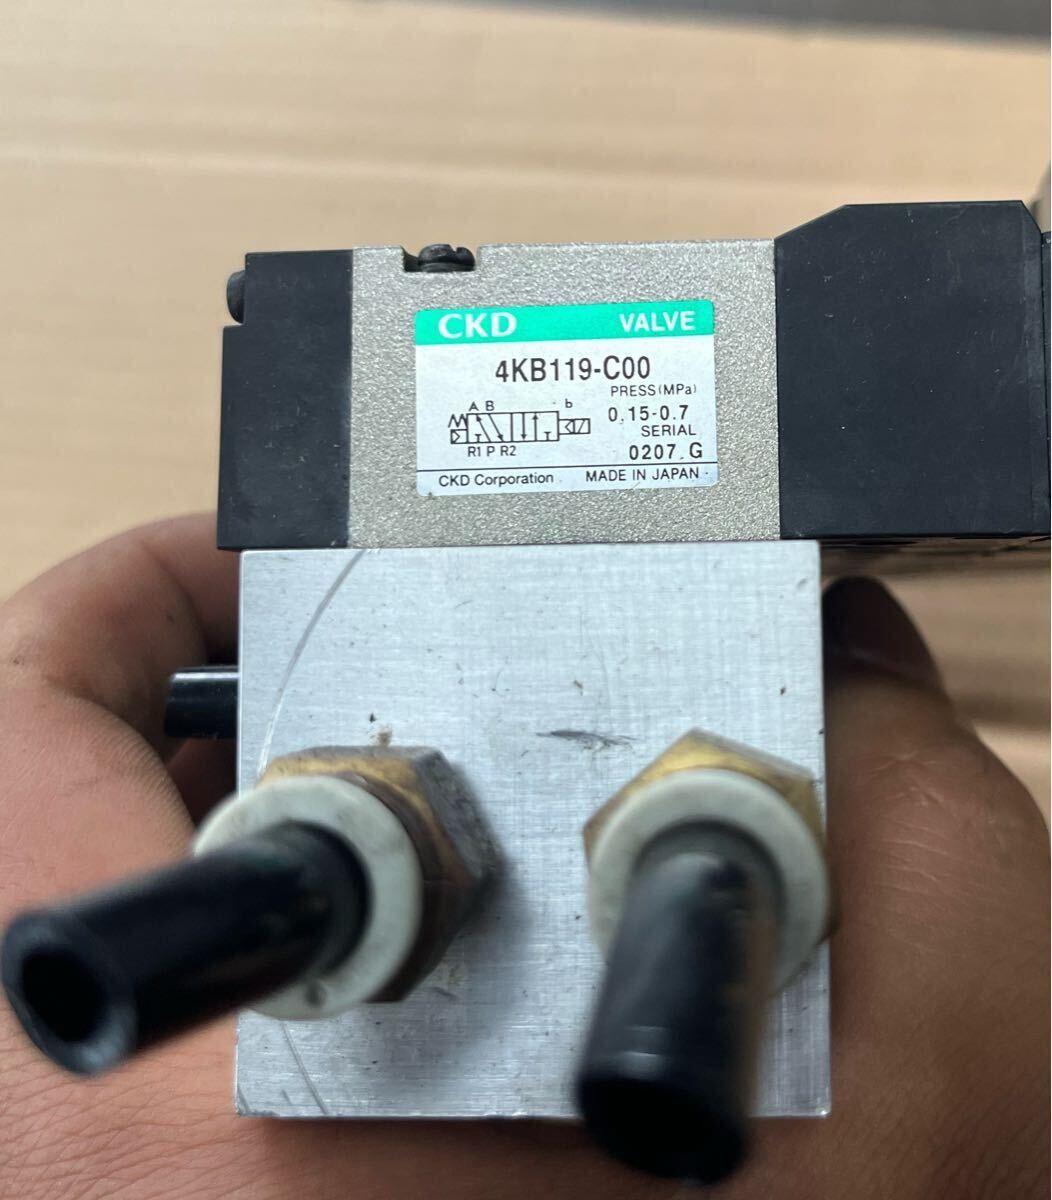 CKD VALVE
4KB119-C00
PRESS(MPa)
A B b
0.15-0.7
SERIAL
R1 P R2
0207.G
CKD Corporation MADE IN JAPAN